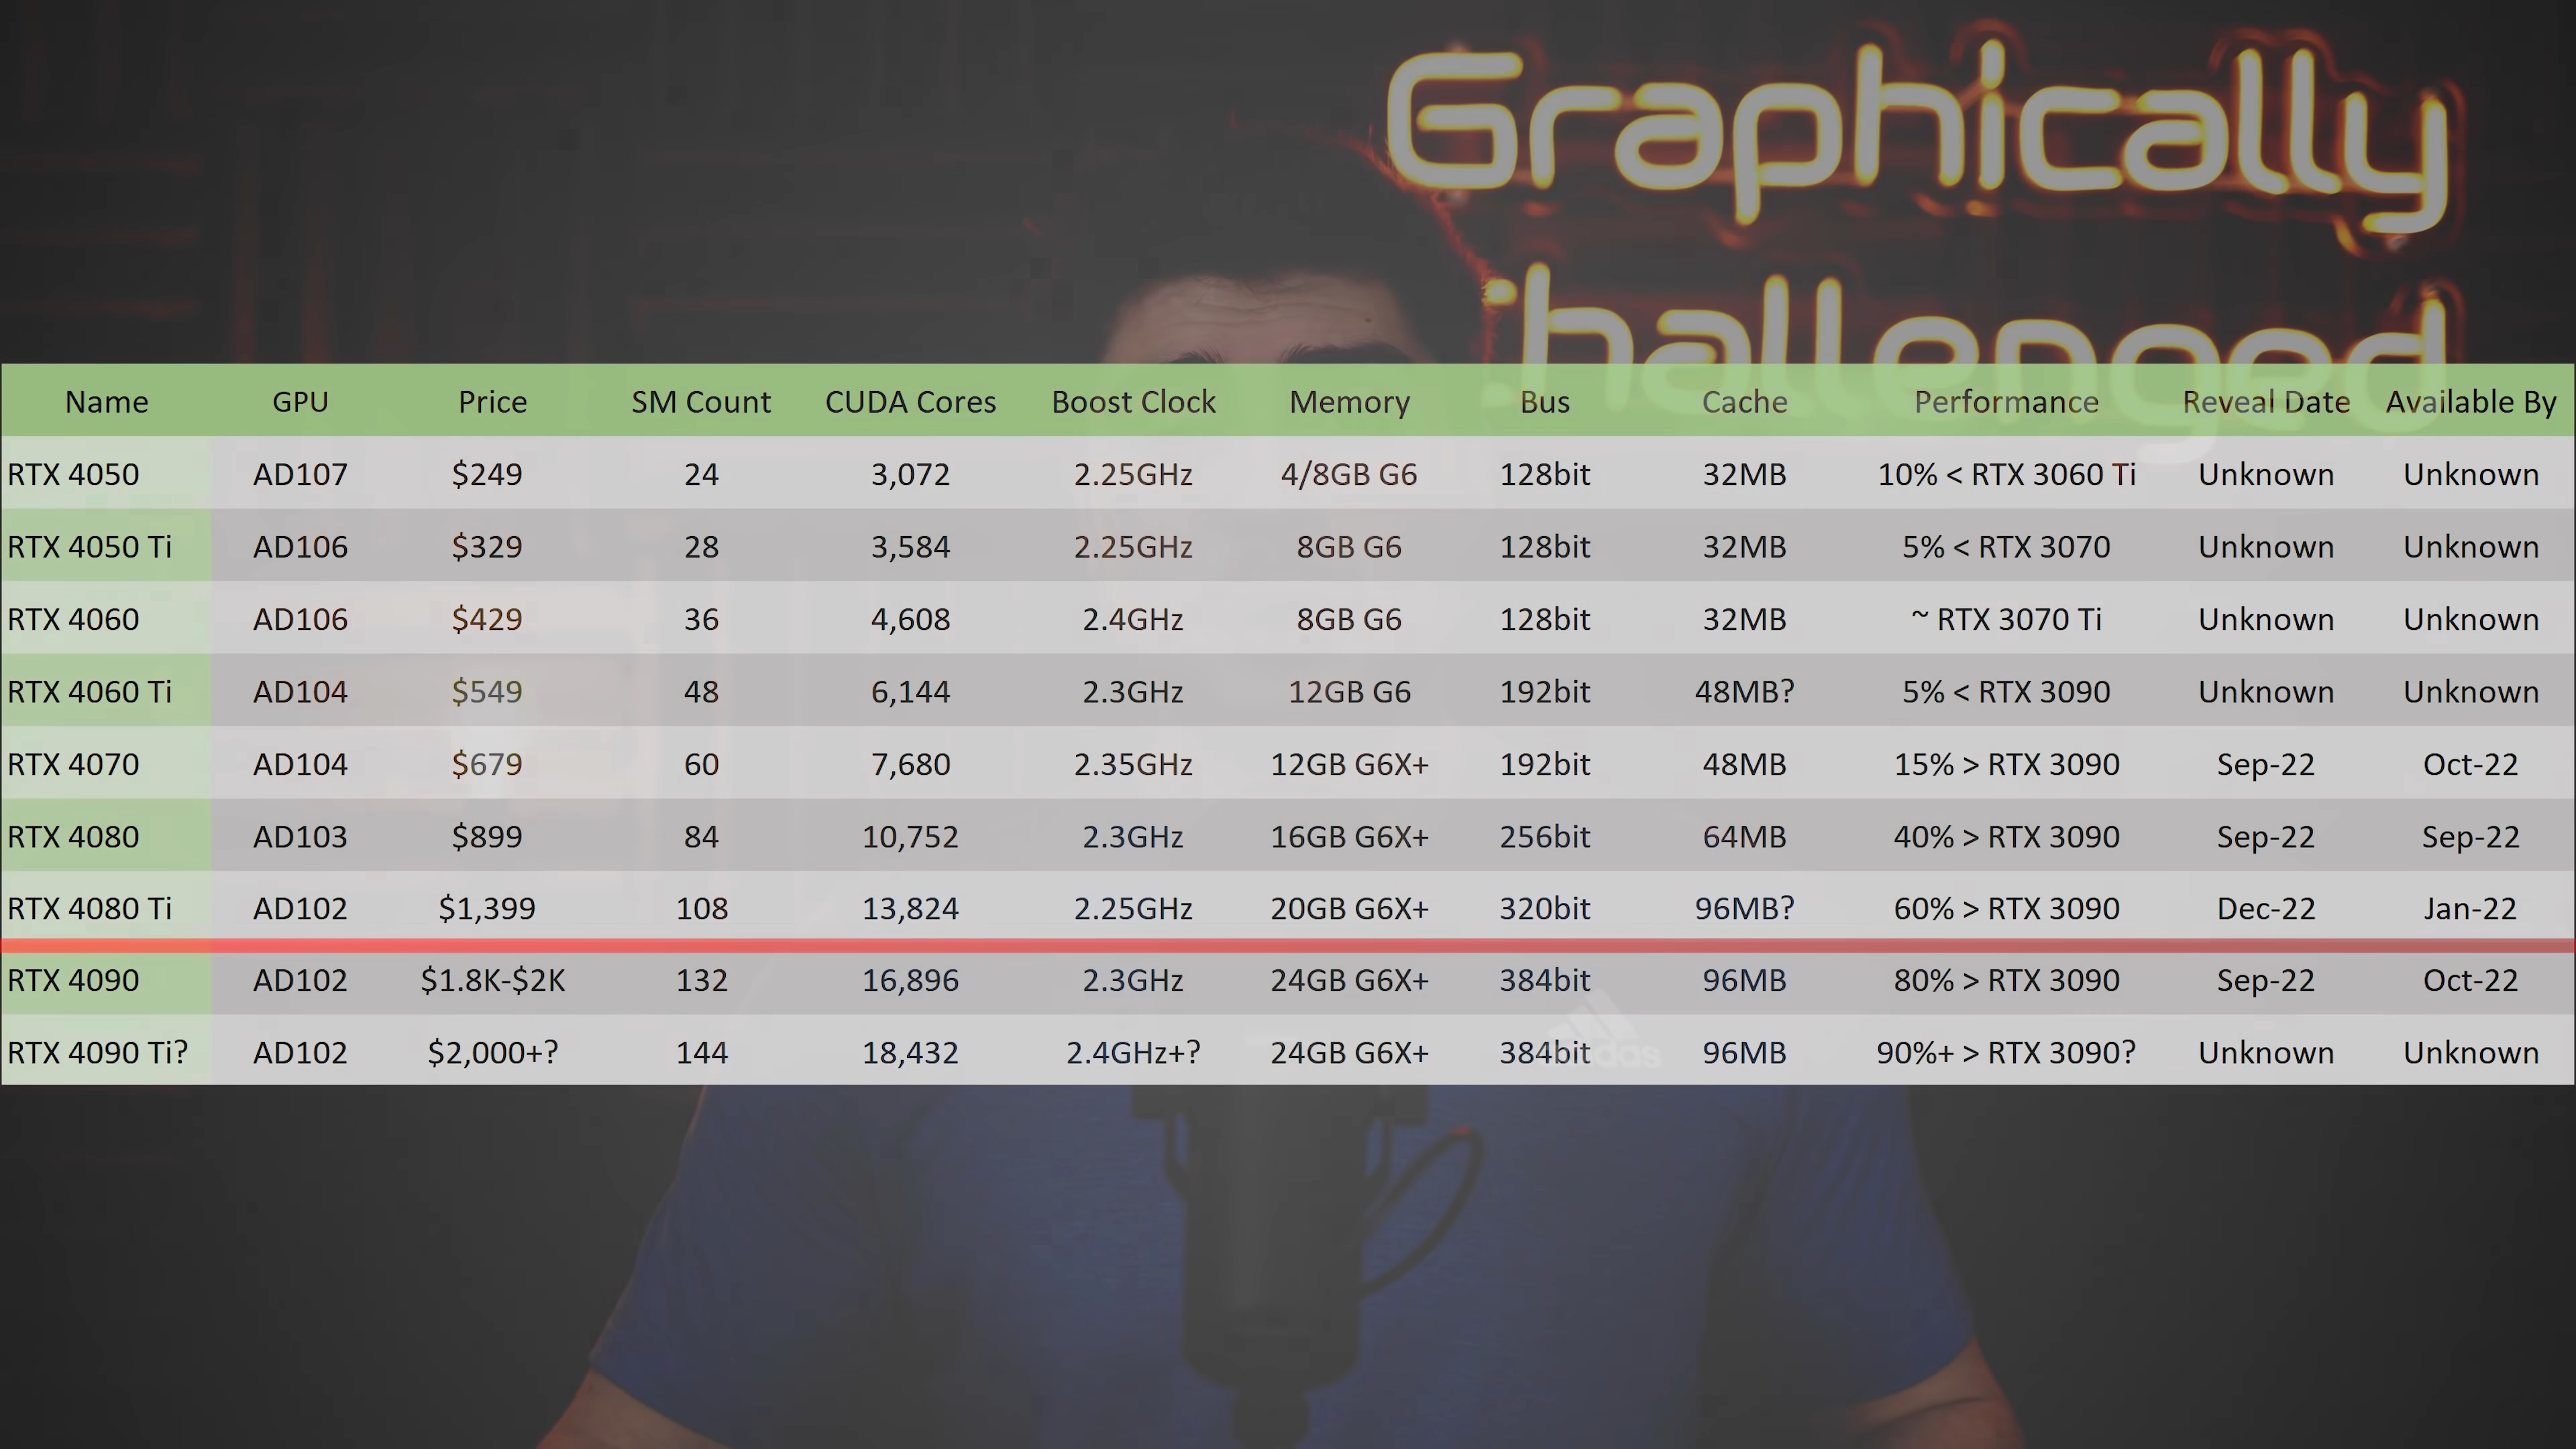 Graphically
hallenged
Name GPU Price SM Count CUDA Cores Boost Clock Memory Bus Cache Performance Reveal Date Available By
RTX 4050 AD107 $249 24 3,072 2.25GHz 4/8GB G6 128bit 32MB 10% < RTX 3060 Ti Unknown Unknown
RTX 4050 Ti AD106 $329 28 3,584 2.25GHz 8GB G6 128bit 32MB 5% < RTX 3070 Unknown Unknown
RTX 4060 AD106 $429 36 4,608 2.4GHz 8GB G6 128bit 32MB ~ RTX 3070 Ti Unknown Unknown
RTX 4060 Ti AD104 $549 48 6,144 2.3GHz 12GB G6 192bit 48MB? 5% < RTX 3090 Unknown Unknown
RTX 4070 AD104 $679 60 7,680 2.35GHz 12GB G6X+ 192bit 48MB 15% > RTX 3090 Sep-22 Oct-22
RTX 4080 AD103 $899 84 10,752 2.3GHz 16GB G6X+ 256bit 64MB 40% > RTX 3090 Sep-22 Sep-22
RTX 4080 Ti AD102 $1,399 108 13,824 2.25GHz 20GB G6X+ 320bit 96MB? 60% > RTX 3090 Dec-22 Jan-22
RTX 4090 AD102 $1.8K-$2K 132 16,896 2.3GHz 24GB G6X+ 384bit 96MB 80% > RTX 3090 Sep-22 Oct-22
RTX 4090 Ti? AD102 $2,000+? 144 18,432 2.4GHz+? 24GB G6X+ 384bit 96MB 90%+ > RTX 3090? Unknown Unknown